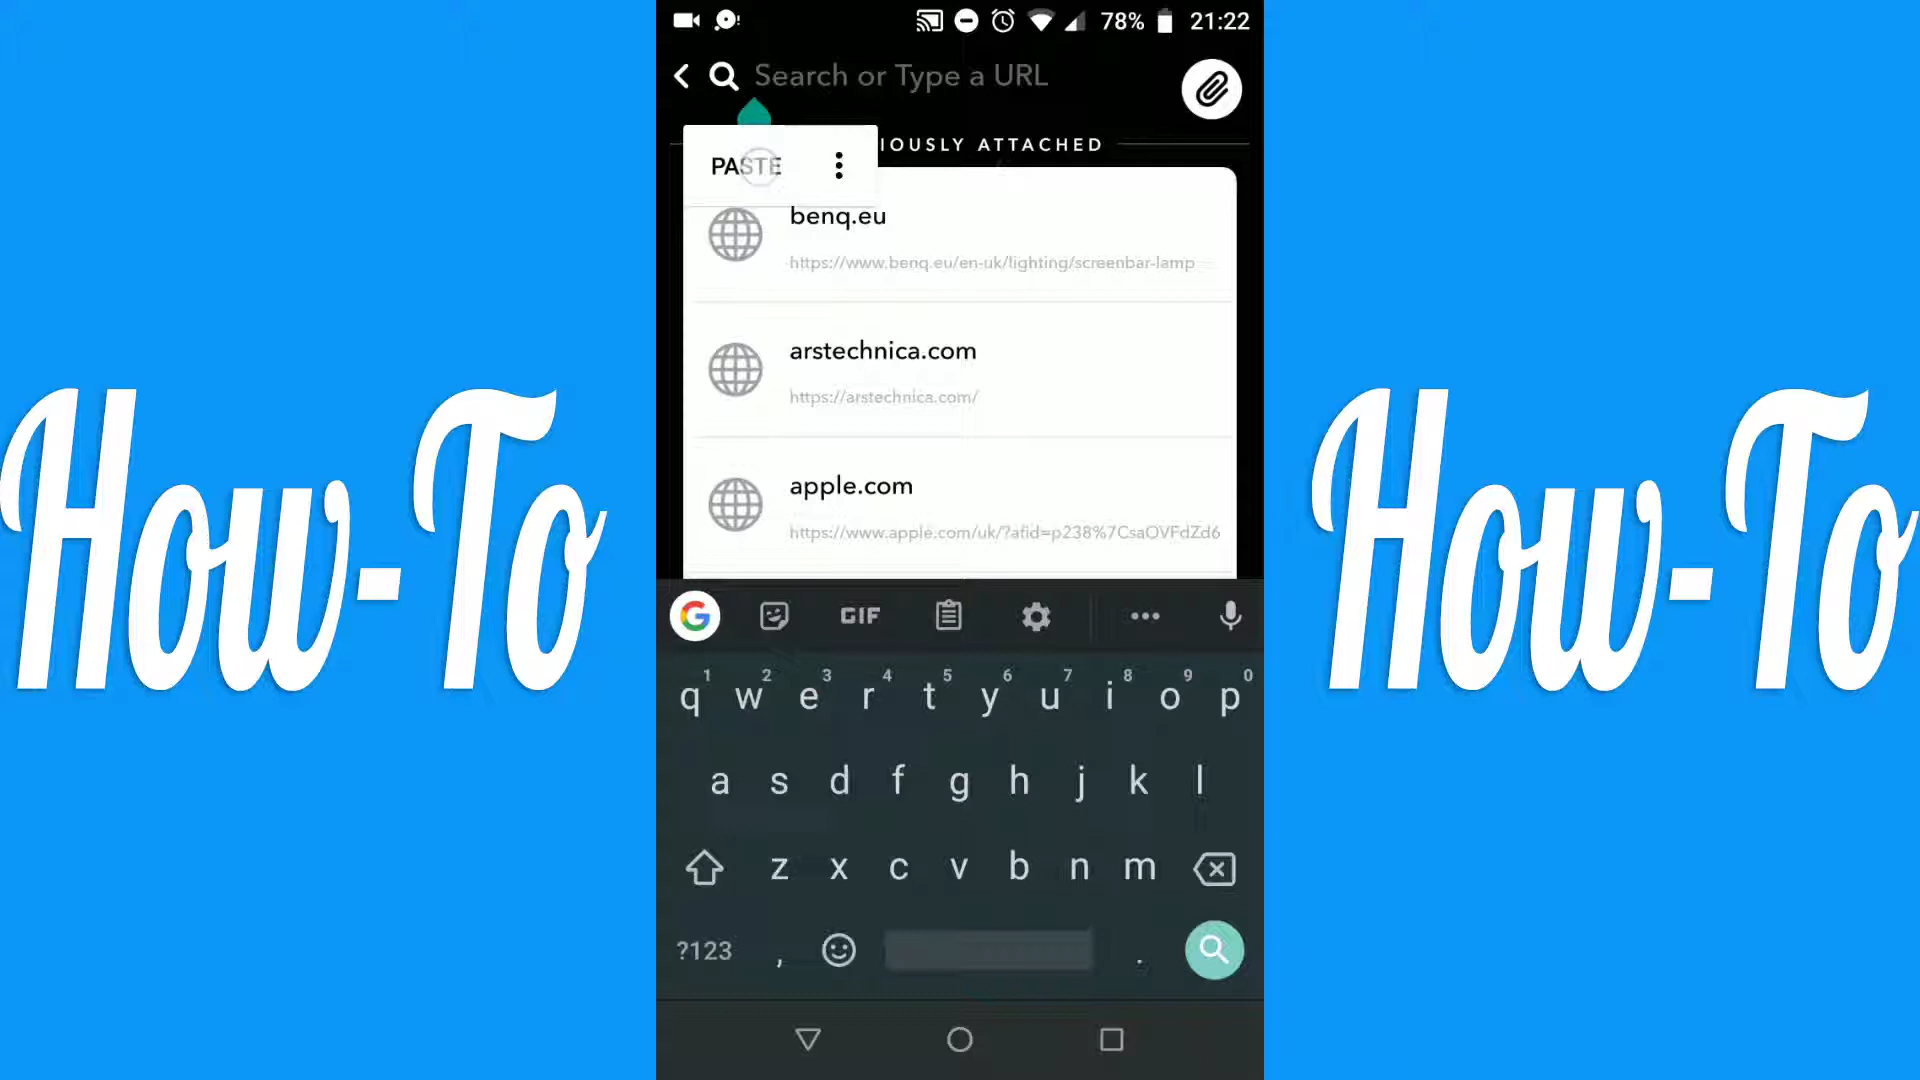 How-To
78% 21:22
Search or Type a URL
IOUSLY ATTACHED
PASTE
benq.eu
https://www.benq.eu/en-uk/lighting/screenbar-lamp
arstechnica.com
https://arstechnica.com/
apple.com
https://www.apple.com/uk/?afid=p238%7CsaOVFdZd6
G GIF
1 2 3 4 5 6 7 8 9 0
q w e r t y u i o p
a s d f g h j k l
z x c v b n m
?123 , .
How-To